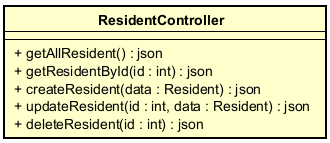 ResidentController
+ getAllResident() : json
+ getResidentById(id : int) : json
+ createResident(data : Resident) : json
+ updateResident(id : int, data : Resident) : json
+ deleteResident(id : int) : json